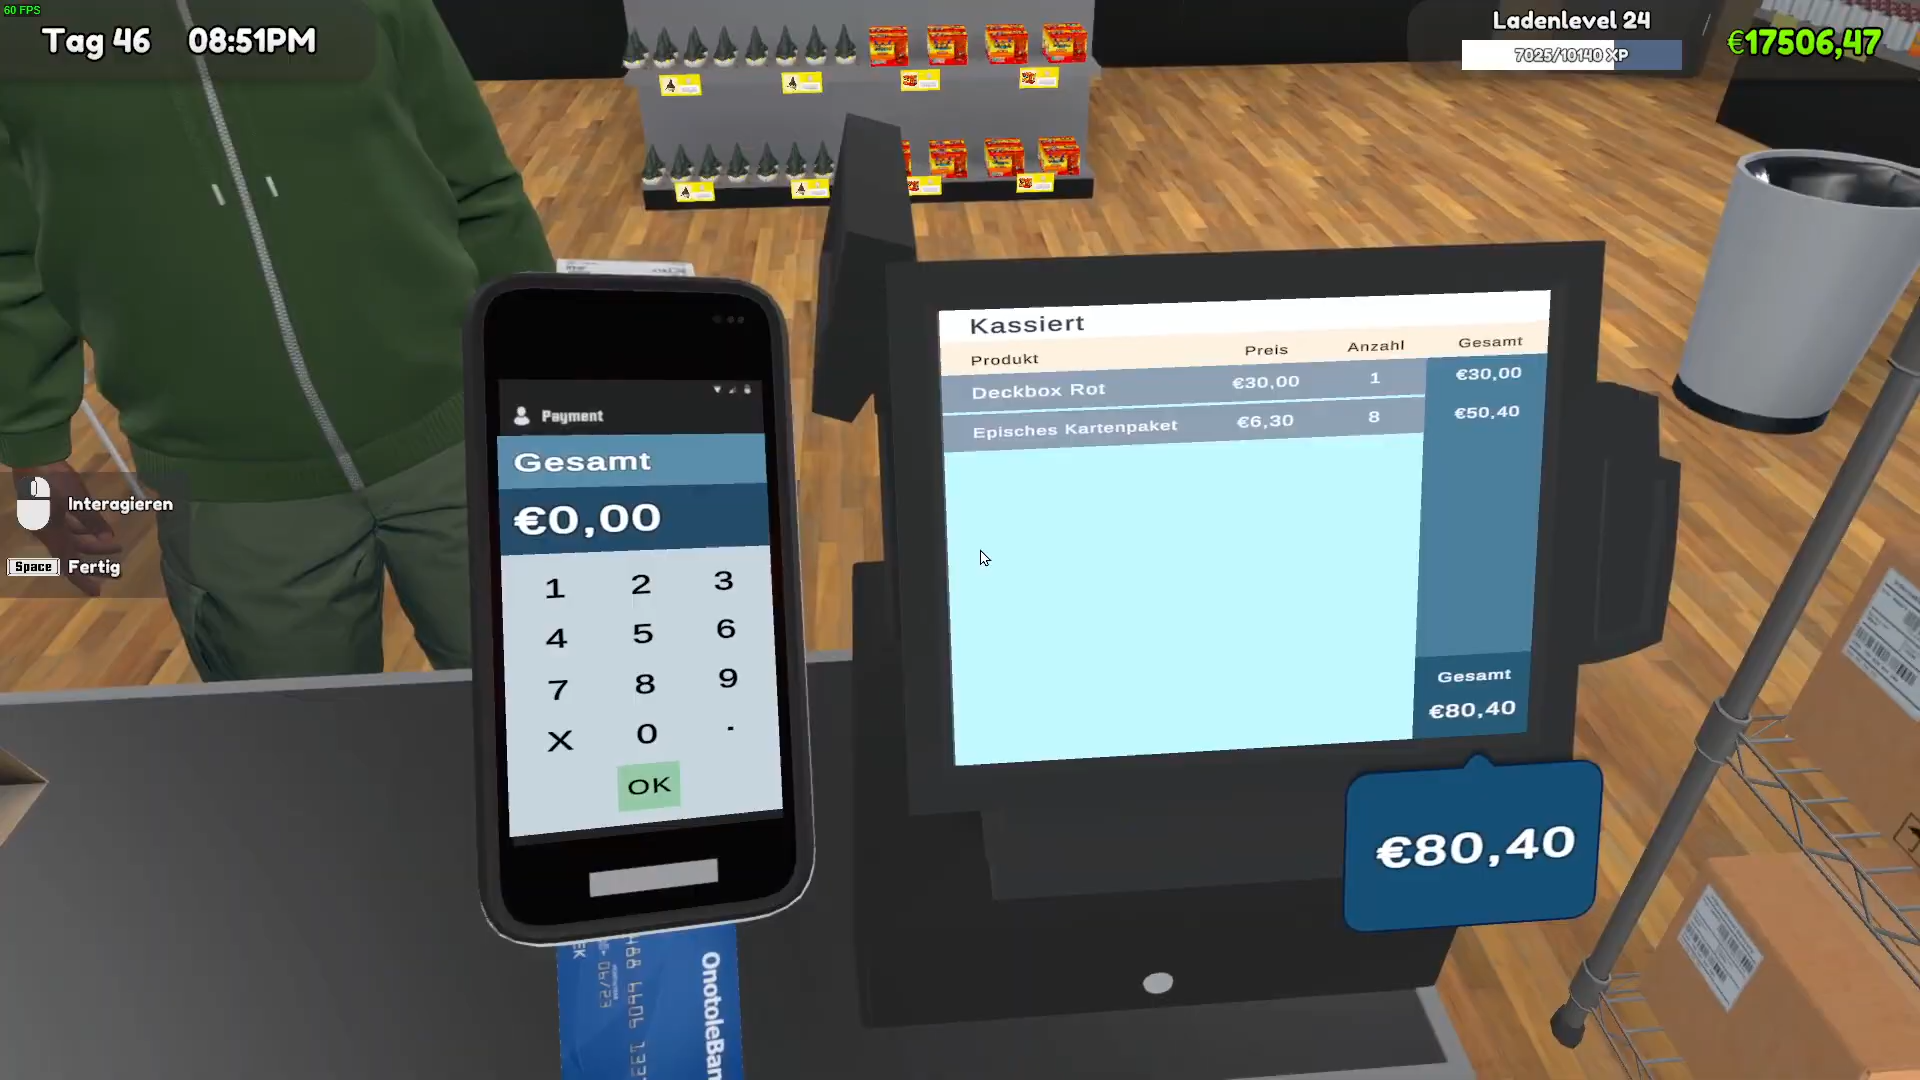 60 FPS
Tag 46 08:51PM
Ladenlevel 24
7025/10140 XP
€17506,47
Interagieren
Space Fertig
Payment
Gesamt
€0,00
1 2 3
4 5 6
7 8 9
X 0 .
OK
Kassiert
Produkt Preis Anzahl Gesamt
Deckbox Rot €30,00 1 €30,00
Episches Kartenpaket €6,30 8 €50,40
Gesamt
€80,40
€80,40
OnotoleBan